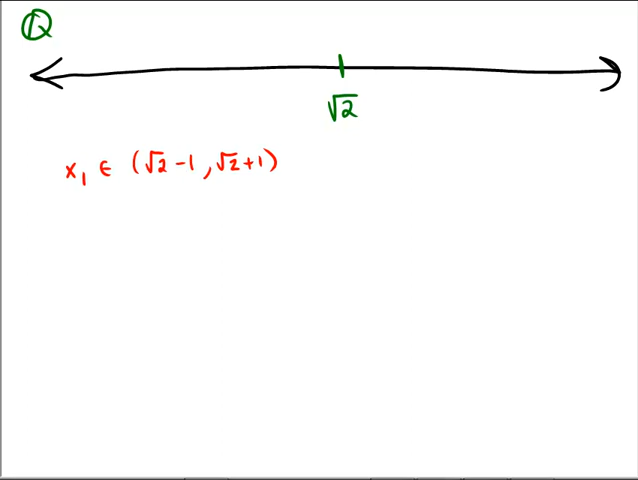 ℚ
√2
x₁ ∈ (√2 - 1, √2 + 1)